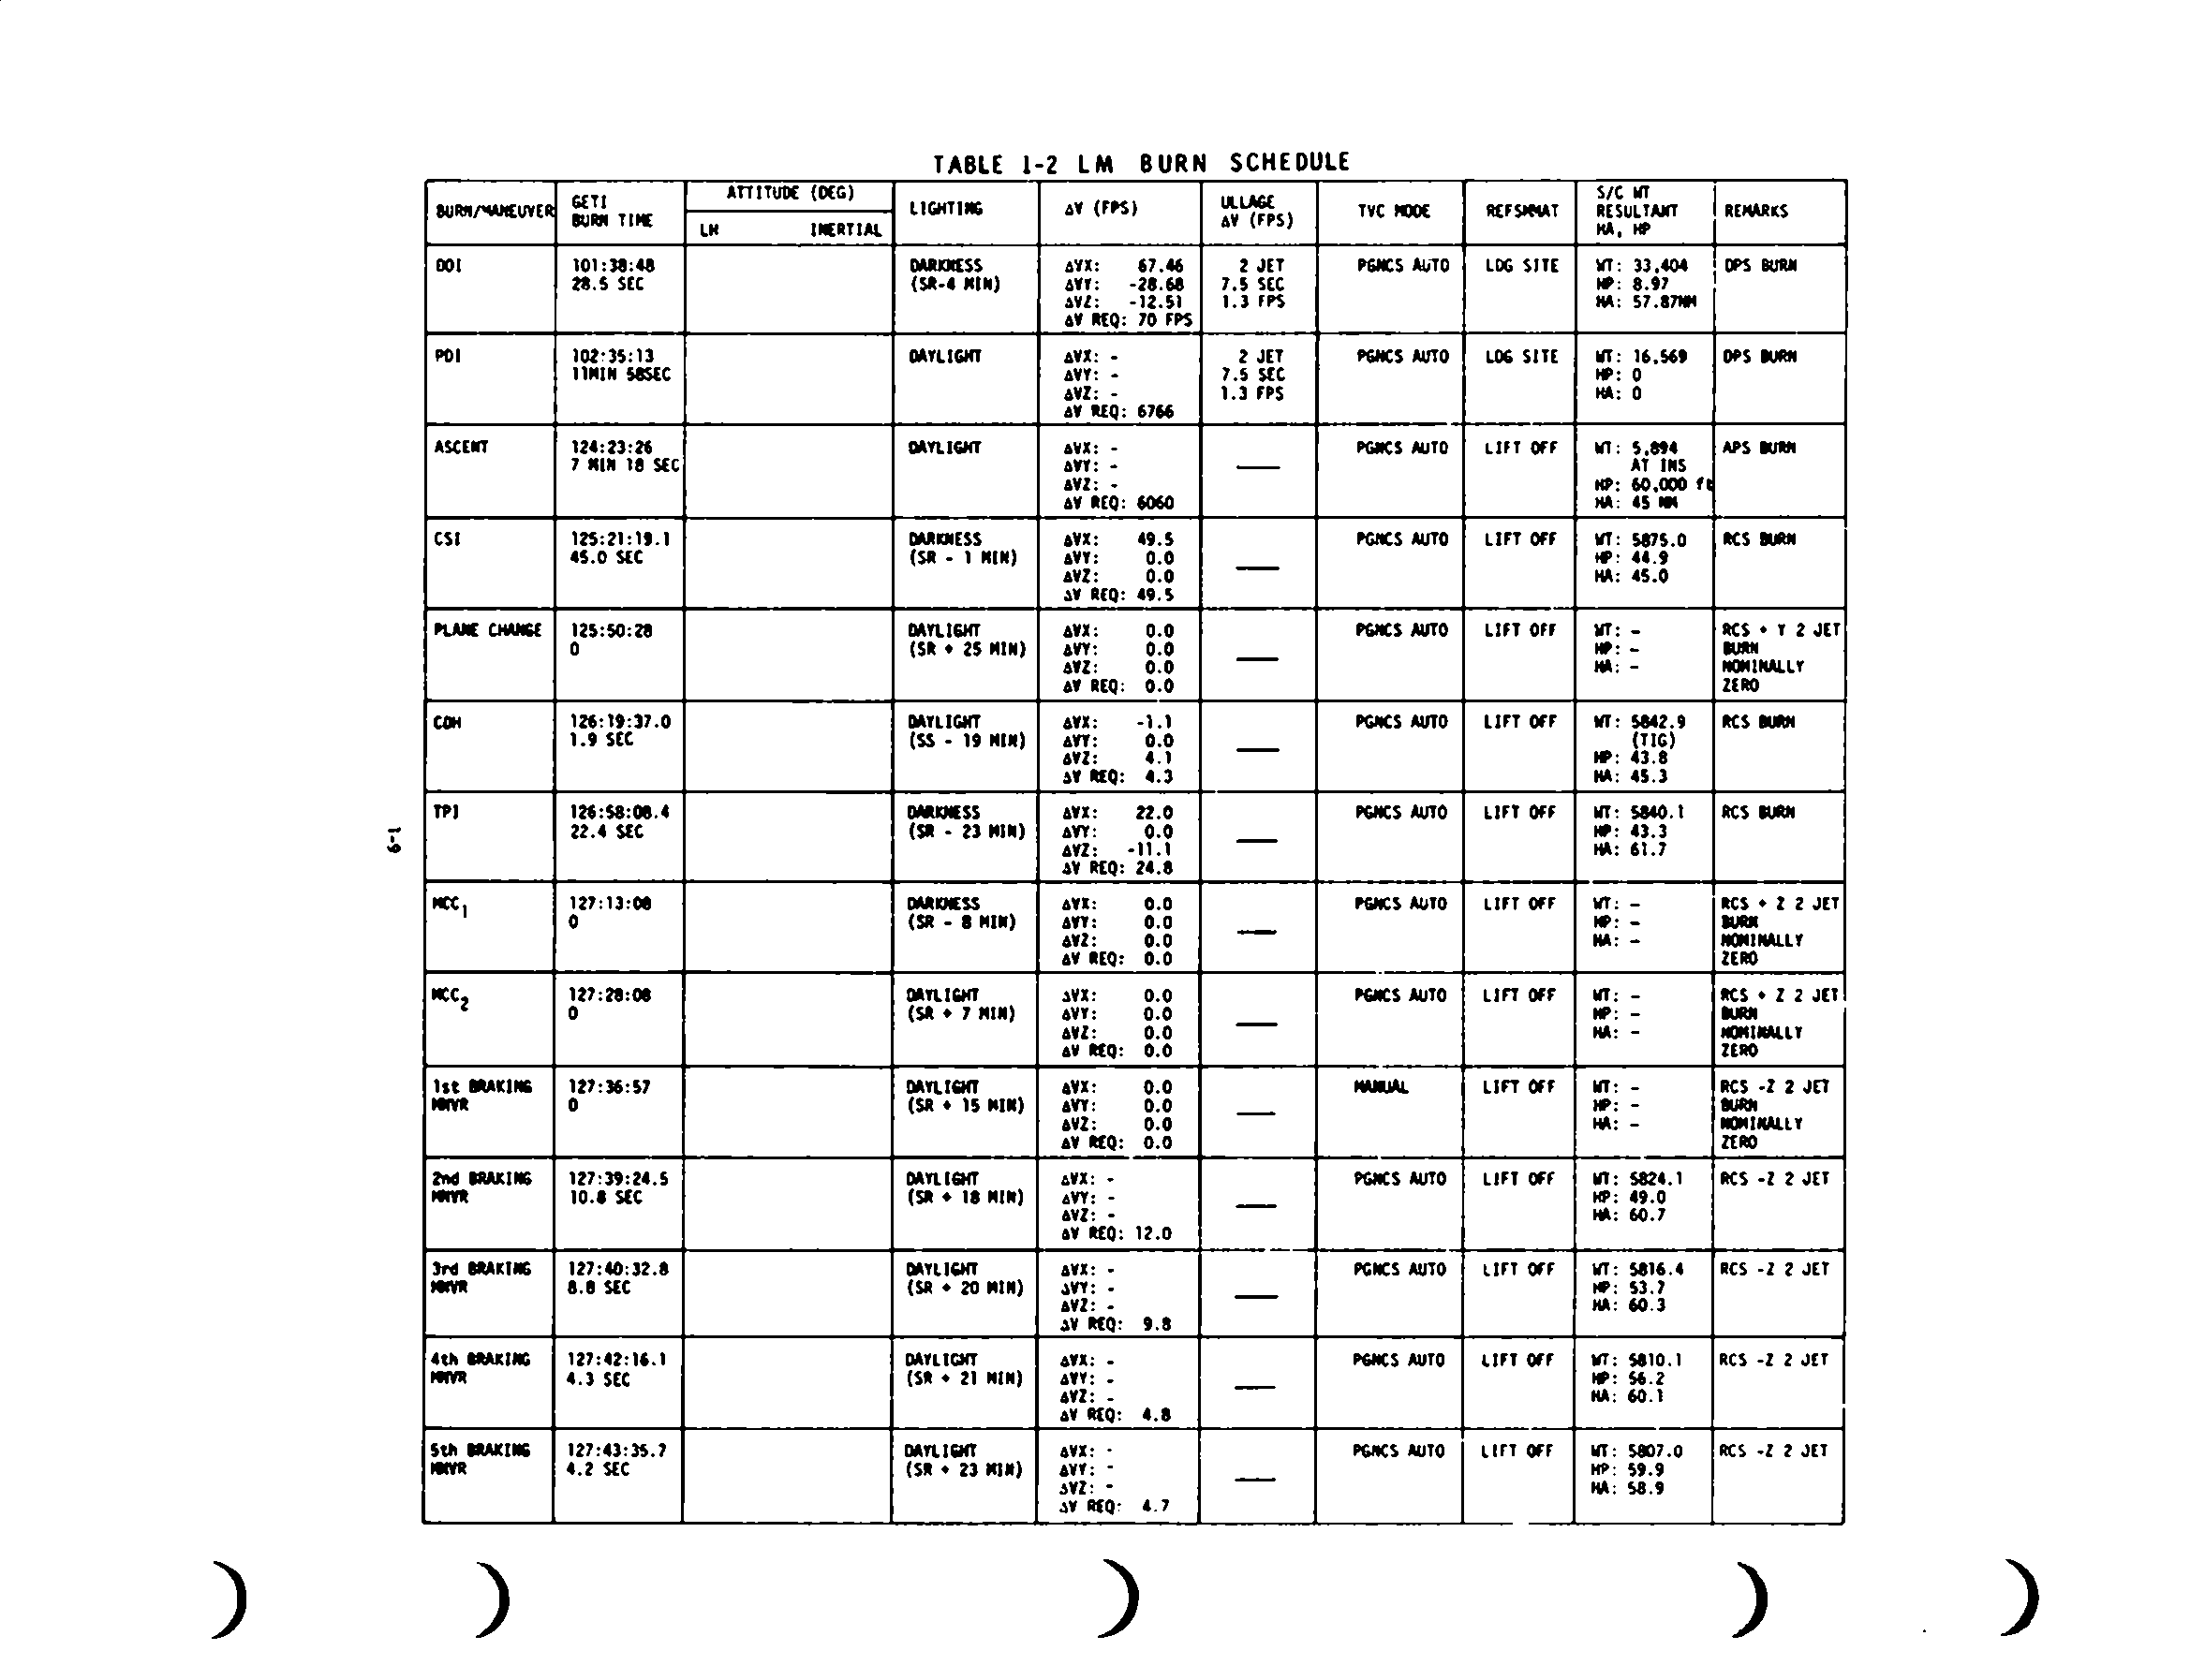 TABLE 1-2 LM BURN SCHEDULE
BURN/MANEUVER
GETI
BURN TIME
ATTITUDE (DEG)
LM INERTIAL
LIGHTING
ΔV (FPS)
ULLAGE
ΔV (FPS)
TVC MODE
REFSMMAT
S/C WT
RESULTANT
HA, HP
REMARKS
DOI
101:38:48
28.5 SEC
DARKNESS
(SR-4 MIN)
ΔVX: 67.46
ΔVY: -28.68
ΔVZ: -12.51
ΔV REQ: 70 FPS
2 JET
7.5 SEC
1.3 FPS
PGNCS AUTO
LDG SITE
WT: 33,404
HP: 8.97
HA: 57.87NM
DPS BURN
PDI
102:35:13
11MIN 58SEC
DAYLIGHT
ΔVX: -
ΔVY: -
ΔVZ: -
ΔV REQ: 6766
2 JET
7.5 SEC
1.3 FPS
PGNCS AUTO
LDG SITE
WT: 16,569
HP: 0
HA: 0
DPS BURN
ASCENT
124:23:26
7 MIN 18 SEC
DAYLIGHT
ΔVX: -
ΔVY: -
ΔVZ: -
ΔV REQ: 6060
—
PGNCS AUTO
LIFT OFF
WT: 5,894
AT INS
HP: 60,000 ft
HA: 45 NM
APS BURN
CSI
125:21:19.1
45.0 SEC
DARKNESS
(SR - 1 MIN)
ΔVX: 49.5
ΔVY: 0.0
ΔVZ: 0.0
ΔV REQ: 49.5
—
PGNCS AUTO
LIFT OFF
WT: 5875.0
HP: 44.9
HA: 45.0
RCS BURN
PLANE CHANGE
125:50:28
0
DAYLIGHT
(SR + 25 MIN)
ΔVX: 0.0
ΔVY: 0.0
ΔVZ: 0.0
ΔV REQ: 0.0
—
PGNCS AUTO
LIFT OFF
WT: -
HP: -
HA: -
RCS + Y 2 JET
BURN
NOMINALLY
ZERO
CDH
126:19:37.0
1.9 SEC
DAYLIGHT
(SS - 19 MIN)
ΔVX: -1.1
ΔVY: 0.0
ΔVZ: 4.1
ΔV REQ: 4.3
—
PGNCS AUTO
LIFT OFF
WT: 5842.9
(TIG)
HP: 43.8
HA: 45.3
RCS BURN
TPI
126:58:08.4
22.4 SEC
DARKNESS
(SR - 23 MIN)
ΔVX: 22.0
ΔVY: 0.0
ΔVZ: -11.1
ΔV REQ: 24.8
—
PGNCS AUTO
LIFT OFF
WT: 5840.1
HP: 43.3
HA: 61.7
RCS BURN
MCC1
127:13:08
0
DARKNESS
(SR - 8 MIN)
ΔVX: 0.0
ΔVY: 0.0
ΔVZ: 0.0
ΔV REQ: 0.0
—
PGNCS AUTO
LIFT OFF
WT: -
HP: -
HA: -
RCS + Z 2 JET
BURN
NOMINALLY
ZERO
MCC2
127:28:08
0
DAYLIGHT
(SR + 7 MIN)
ΔVX: 0.0
ΔVY: 0.0
ΔVZ: 0.0
ΔV REQ: 0.0
—
PGNCS AUTO
LIFT OFF
WT: -
HP: -
HA: -
RCS + Z 2 JET
BURN
NOMINALLY
ZERO
1st BRAKING
MNVR
127:36:57
0
DAYLIGHT
(SR + 15 MIN)
ΔVX: 0.0
ΔVY: 0.0
ΔVZ: 0.0
ΔV REQ: 0.0
—
MANUAL
LIFT OFF
WT: -
HP: -
HA: -
RCS -Z 2 JET
BURN
NOMINALLY
ZERO
2nd BRAKING
MNVR
127:39:24.5
10.8 SEC
DAYLIGHT
(SR + 18 MIN)
ΔVX: -
ΔVY: -
ΔVZ: -
ΔV REQ: 12.0
—
PGNCS AUTO
LIFT OFF
WT: 5824.1
HP: 49.0
HA: 60.7
RCS -Z 2 JET
3rd BRAKING
MNVR
127:40:32.8
8.8 SEC
DAYLIGHT
(SR + 20 MIN)
ΔVX: -
ΔVY: -
ΔVZ: -
ΔV REQ: 9.8
—
PGNCS AUTO
LIFT OFF
WT: 5816.4
HP: 53.7
HA: 60.3
RCS -Z 2 JET
4th BRAKING
MNVR
127:42:16.1
4.3 SEC
DAYLIGHT
(SR + 21 MIN)
ΔVX: -
ΔVY: -
ΔVZ: -
ΔV REQ: 4.8
—
PGNCS AUTO
LIFT OFF
WT: 5810.1
HP: 56.2
HA: 60.1
RCS -Z 2 JET
5th BRAKING
MNVR
127:43:35.7
4.2 SEC
DAYLIGHT
(SR + 23 MIN)
ΔVX: -
ΔVY: -
ΔVZ: -
ΔV REQ: 4.7
—
PGNCS AUTO
LIFT OFF
WT: 5807.0
HP: 59.9
HA: 58.9
RCS -Z 2 JET
1-9